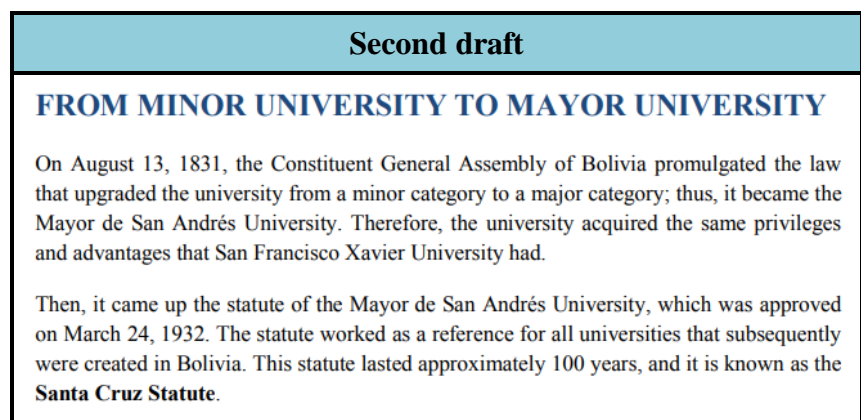 Second draft
FROM MINOR UNIVERSITY TO MAYOR UNIVERSITY
On August 13, 1831, the Constituent General Assembly of Bolivia promulgated the law
that upgraded the university from a minor category to a major category; thus, it became the
Mayor de San Andrés University. Therefore, the university acquired the same privileges
and advantages that San Francisco Xavier University had.
Then, it came up the statute of the Mayor de San Andrés University, which was approved
on March 24, 1932. The statute worked as a reference for all universities that subsequently
were created in Bolivia. This statute lasted approximately 100 years, and it is known as the
Santa Cruz Statute.